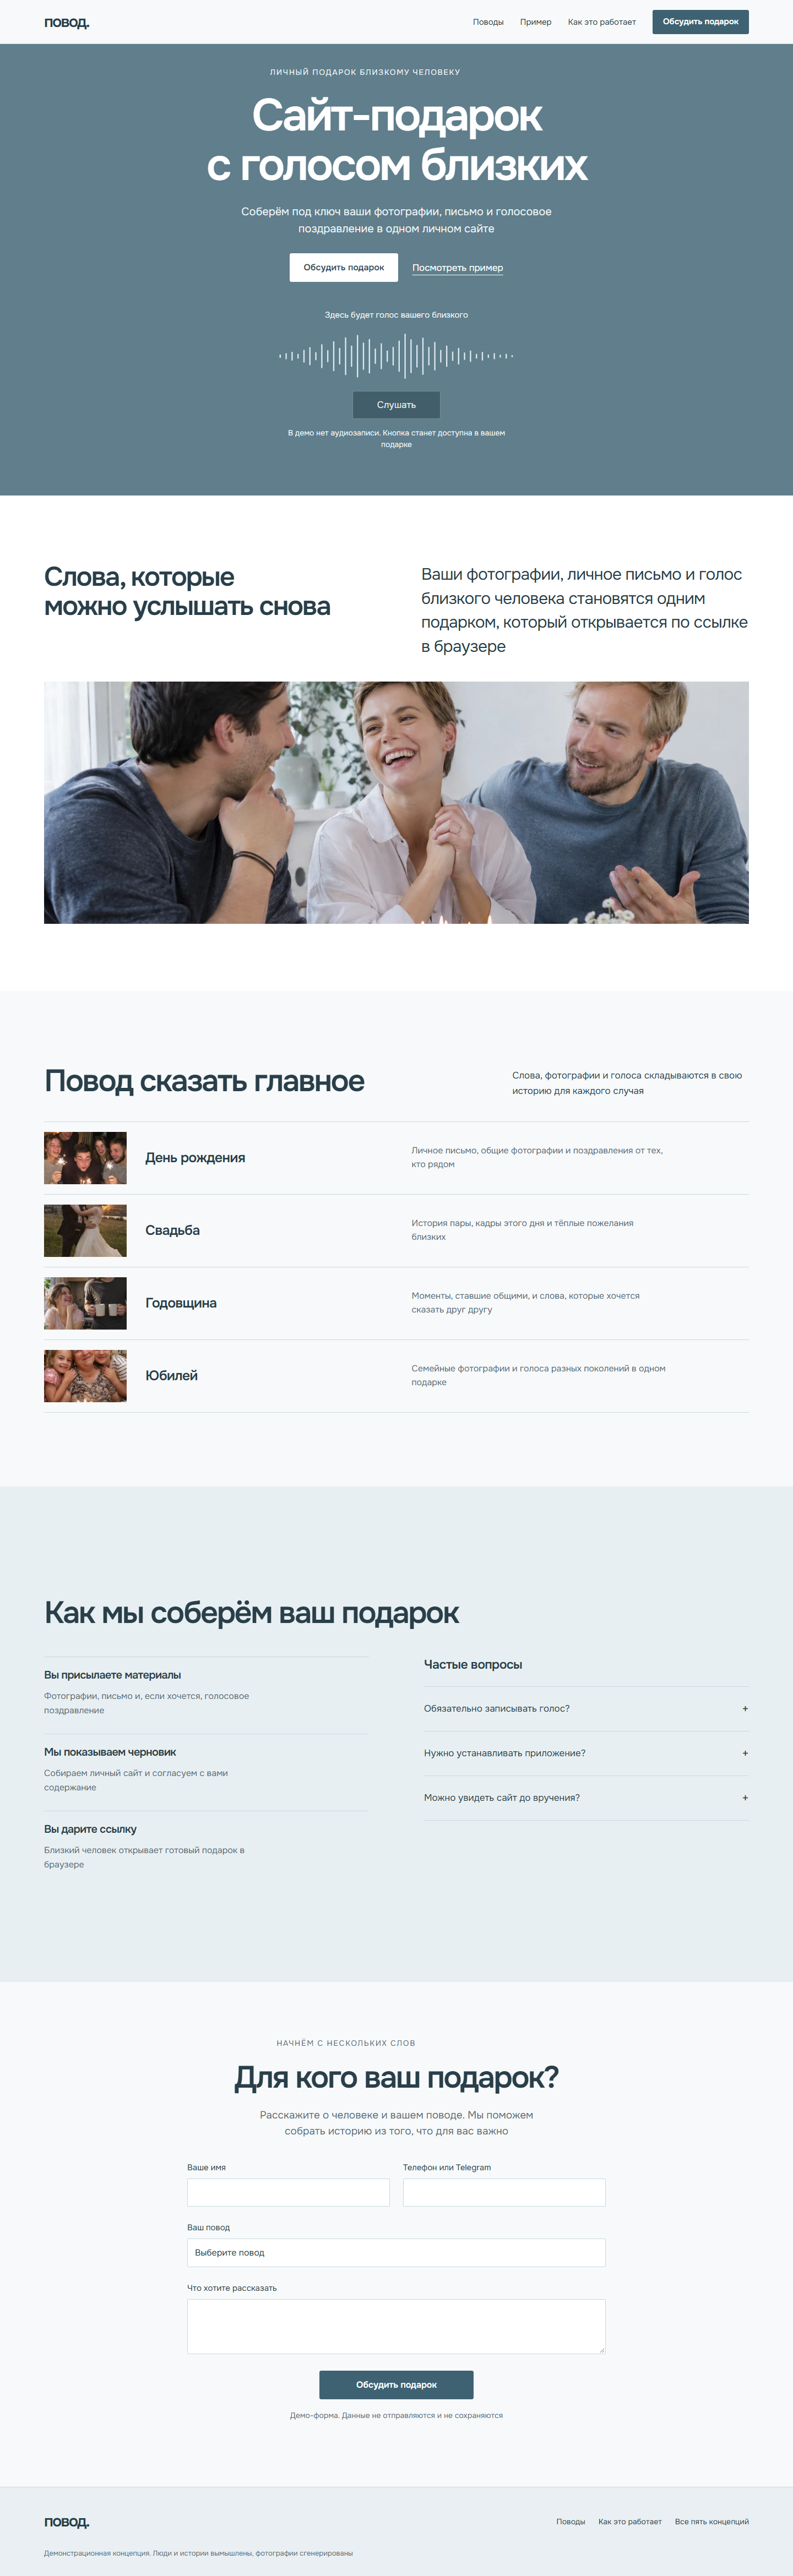 повод.
Поводы
Пример
Как это работает
Обсудить подарок
ЛИЧНЫЙ ПОДАРОК БЛИЗКОМУ ЧЕЛОВЕКУ
Сайт-подарок
с голосом близких
Соберём под ключ ваши фотографии, письмо и голосовое
поздравление в одном личном сайте
Обсудить подарок
Посмотреть пример
Здесь будет голос вашего близкого
Слушать
В демо нет аудиозаписи. Кнопка станет доступна в вашем
подарке
Слова, которые
можно услышать снова
Ваши фотографии, личное письмо и голос
близкого человека становятся одним
подарком, который открывается по ссылке
в браузере
Повод сказать главное
Слова, фотографии и голоса складываются в свою
историю для каждого случая
День рождения
Личное письмо, общие фотографии и поздравления от тех,
кто рядом
Свадьба
История пары, кадры этого дня и тёплые пожелания
близких
Годовщина
Моменты, ставшие общими, и слова, которые хочется
сказать друг другу
Юбилей
Семейные фотографии и голоса разных поколений в одном
подарке
Как мы соберём ваш подарок
Вы присылаете материалы
Фотографии, письмо и, если хочется, голосовое
поздравление
Мы показываем черновик
Собираем личный сайт и согласуем с вами
содержание
Вы дарите ссылку
Близкий человек открывает готовый подарок в
браузере
Частые вопросы
Обязательно записывать голос? +
Нужно устанавливать приложение? +
Можно увидеть сайт до вручения? +
НАЧНЁМ С НЕСКОЛЬКИХ СЛОВ
Для кого ваш подарок?
Расскажите о человеке и вашем поводе. Мы поможем
собрать историю из того, что для вас важно
Ваше имя
Телефон или Telegram
Ваш повод
Выберите повод
Что хотите рассказать
Обсудить подарок
Демо-форма. Данные не отправляются и не сохраняются
повод.
Поводы
Как это работает
Все пять концепций
Демонстрационная концепция. Люди и истории вымышлены, фотографии сгенерированы